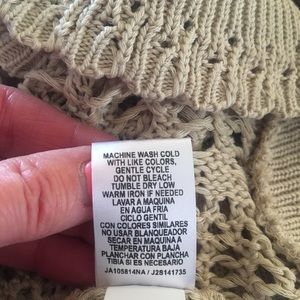 MACHINE WASH COLD
WITH LIKE COLORS,
GENTLE CYCLE
DO NOT BLEACH
TUMBLE DRY LOW
WARM IRON IF NEEDED
LAVAR A MAQUINA
EN AGUA FRIA
CICLO GENTIL
CON COLORES SIMILARES
NO USAR BLANQUEADOR
SECAR EN MAQUINA A
TEMPERATURA BAJA
PLANCHAR CON PLANCHA
TIBIA SI ES NECESARIO
JA105814NA / J28141735